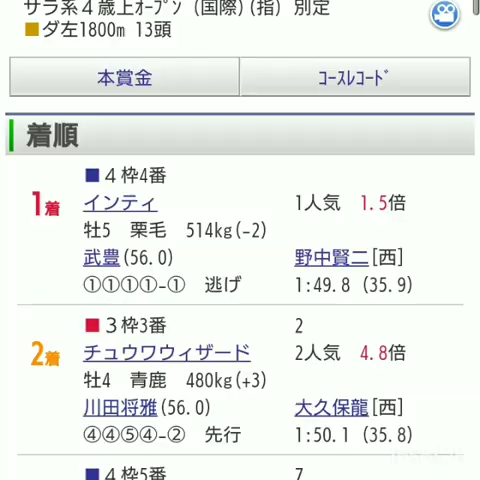 サラ系4歳上ｵｰﾌﾟﾝ (国際)(指) 別定
■ダ左1800m 13頭
本賞金 ｺｰｽﾚｺｰﾄﾞ
着順
■4枠4番
1着 インティ 1人気 1.5倍
牡5 栗毛 514kg(-2)
武豊(56.0) 野中賢二[西]
①①①①-① 逃げ 1:49.8 (35.9)
■3枠3番 2
2着 チュウワウィザード 2人気 4.8倍
牡4 青鹿 480kg(+3)
川田将雅(56.0) 大久保龍[西]
④④⑤④-② 先行 1:50.1 (35.8)
■4枠5番 7